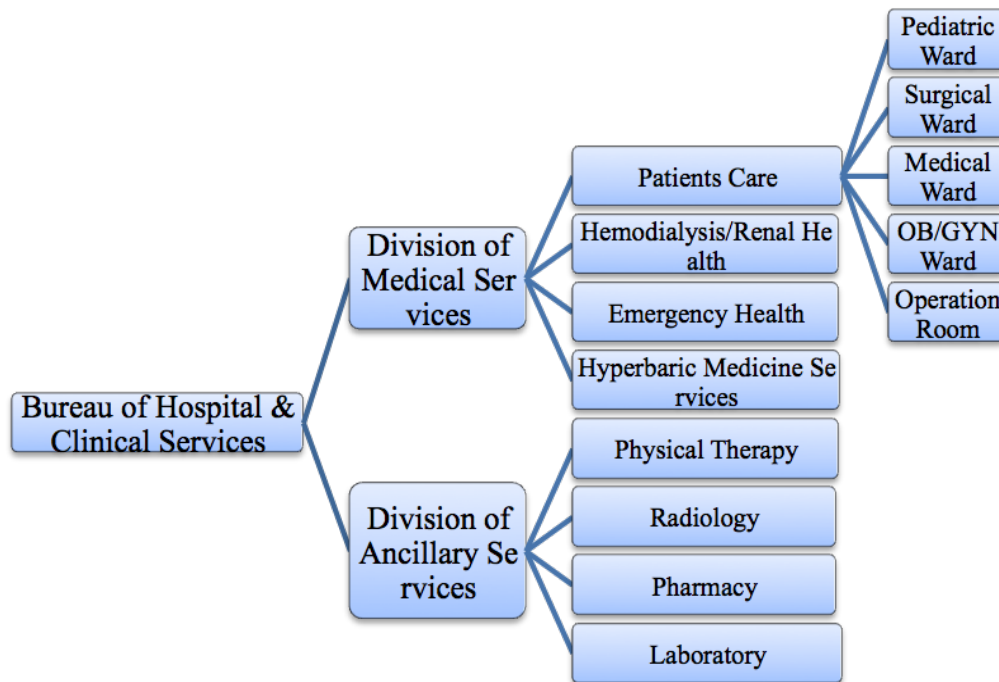 Pediatric
Ward
Surgical
Ward
Patients Care
Medical
Ward
Hemodialysis/Renal He
alth
OB/GYN
Ward
Division of
Medical Ser
vices
Emergency Health
Operation
Room
Hyperbaric Medicine Se
rvices
Bureau of Hospital &
Clinical Services
Physical Therapy
Division of
Ancillary Se
rvices
Radiology
Pharmacy
Laboratory